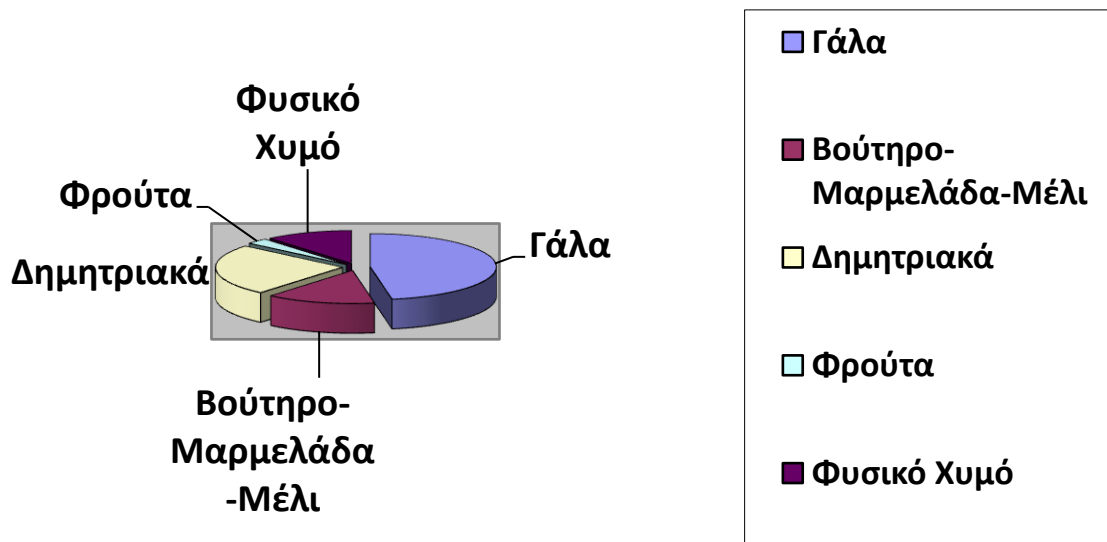 Φυσικό
Χυμό
Φρούτα
Δημητριακά
Γάλα
Βούτηρο-
Μαρμελάδα
-Μέλι
Γάλα
Βούτηρο-
Μαρμελάδα-Μέλι
Δημητριακά
Φρούτα
Φυσικό Χυμό